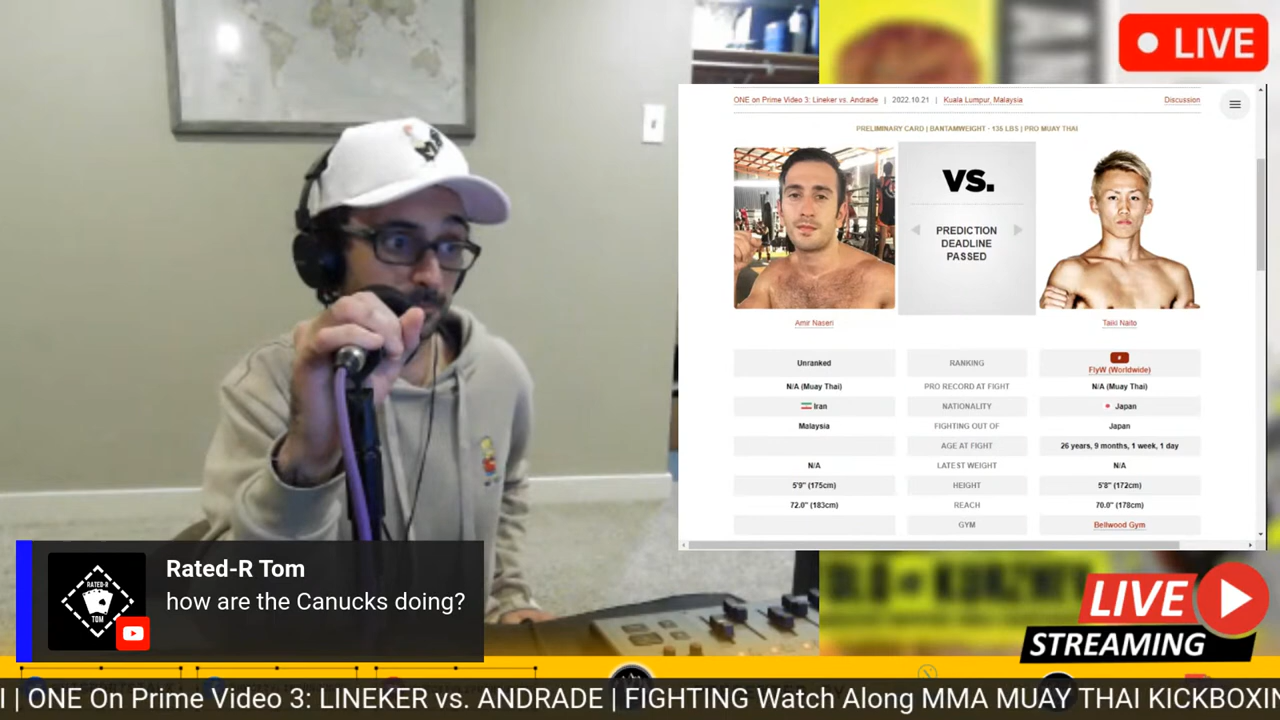 LIVE
ONE on Prime Video 3: Lineker vs. Andrade | 2022.10.21 | Kuala Lumpur, Malaysia
Discussion
PRELIMINARY CARD | BANTAMWEIGHT · 135 LBS | PRO MUAY THAI
VS.
PREDICTION
DEADLINE
PASSED
Amir Naseri
Taiki Naito
Unranked RANKING FlyW (Worldwide)
N/A (Muay Thai) PRO RECORD AT FIGHT N/A (Muay Thai)
Iran NATIONALITY Japan
Malaysia FIGHTING OUT OF Japan
AGE AT FIGHT 26 years, 9 months, 1 week, 1 day
N/A LATEST WEIGHT N/A
5'9" (175cm) HEIGHT 5'8" (172cm)
72.0" (183cm) REACH 70.0" (178cm)
GYM Bellwood Gym
RATED-R
TOM
Rated-R Tom
how are the Canucks doing?
LIVE
STREAMING
| ONE On Prime Video 3: LINEKER vs. ANDRADE | FIGHTING Watch Along MMA MUAY THAI KICKBOXIN